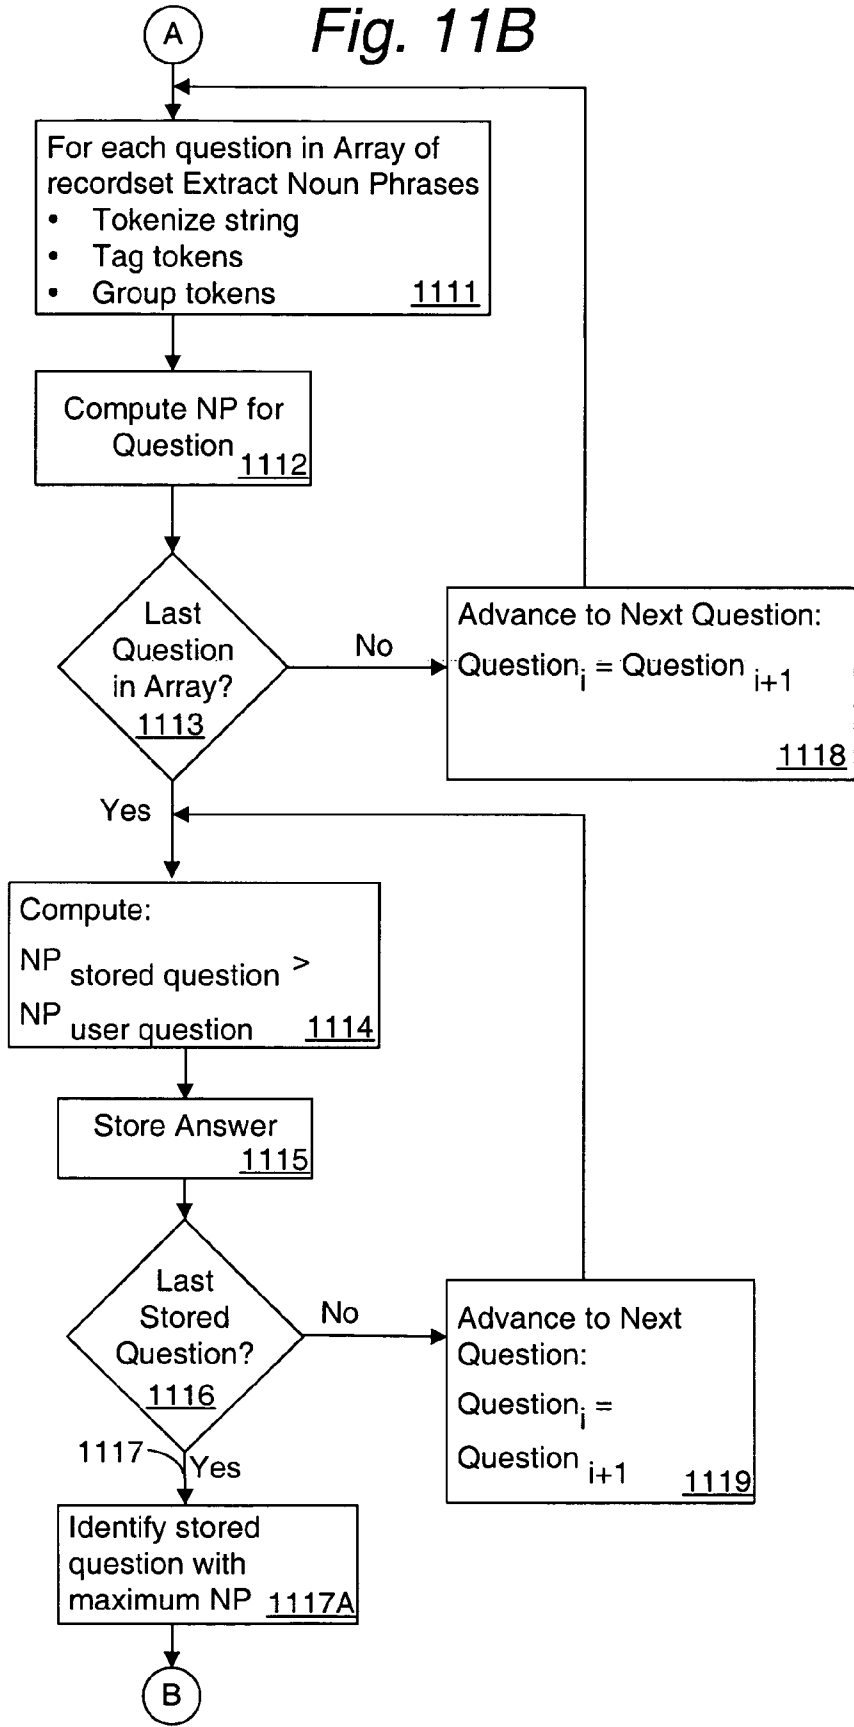 A
Fig. 11B
For each question in Array of
recordset Extract Noun Phrases
• Tokenize string
• Tag tokens
• Group tokens 1111
Compute NP for
Question 1112
Last
Question
in Array?
1113
No
Advance to Next Question:
Question i = Question i+1
1118
Yes
Compute:
NP stored question >
NP user question 1114
Store Answer
1115
Last
Stored
Question?
1116
No
Advance to Next
Question:
Question i =
Question i+1 1119
1117
Yes
Identify stored
question with
maximum NP 1117A
B